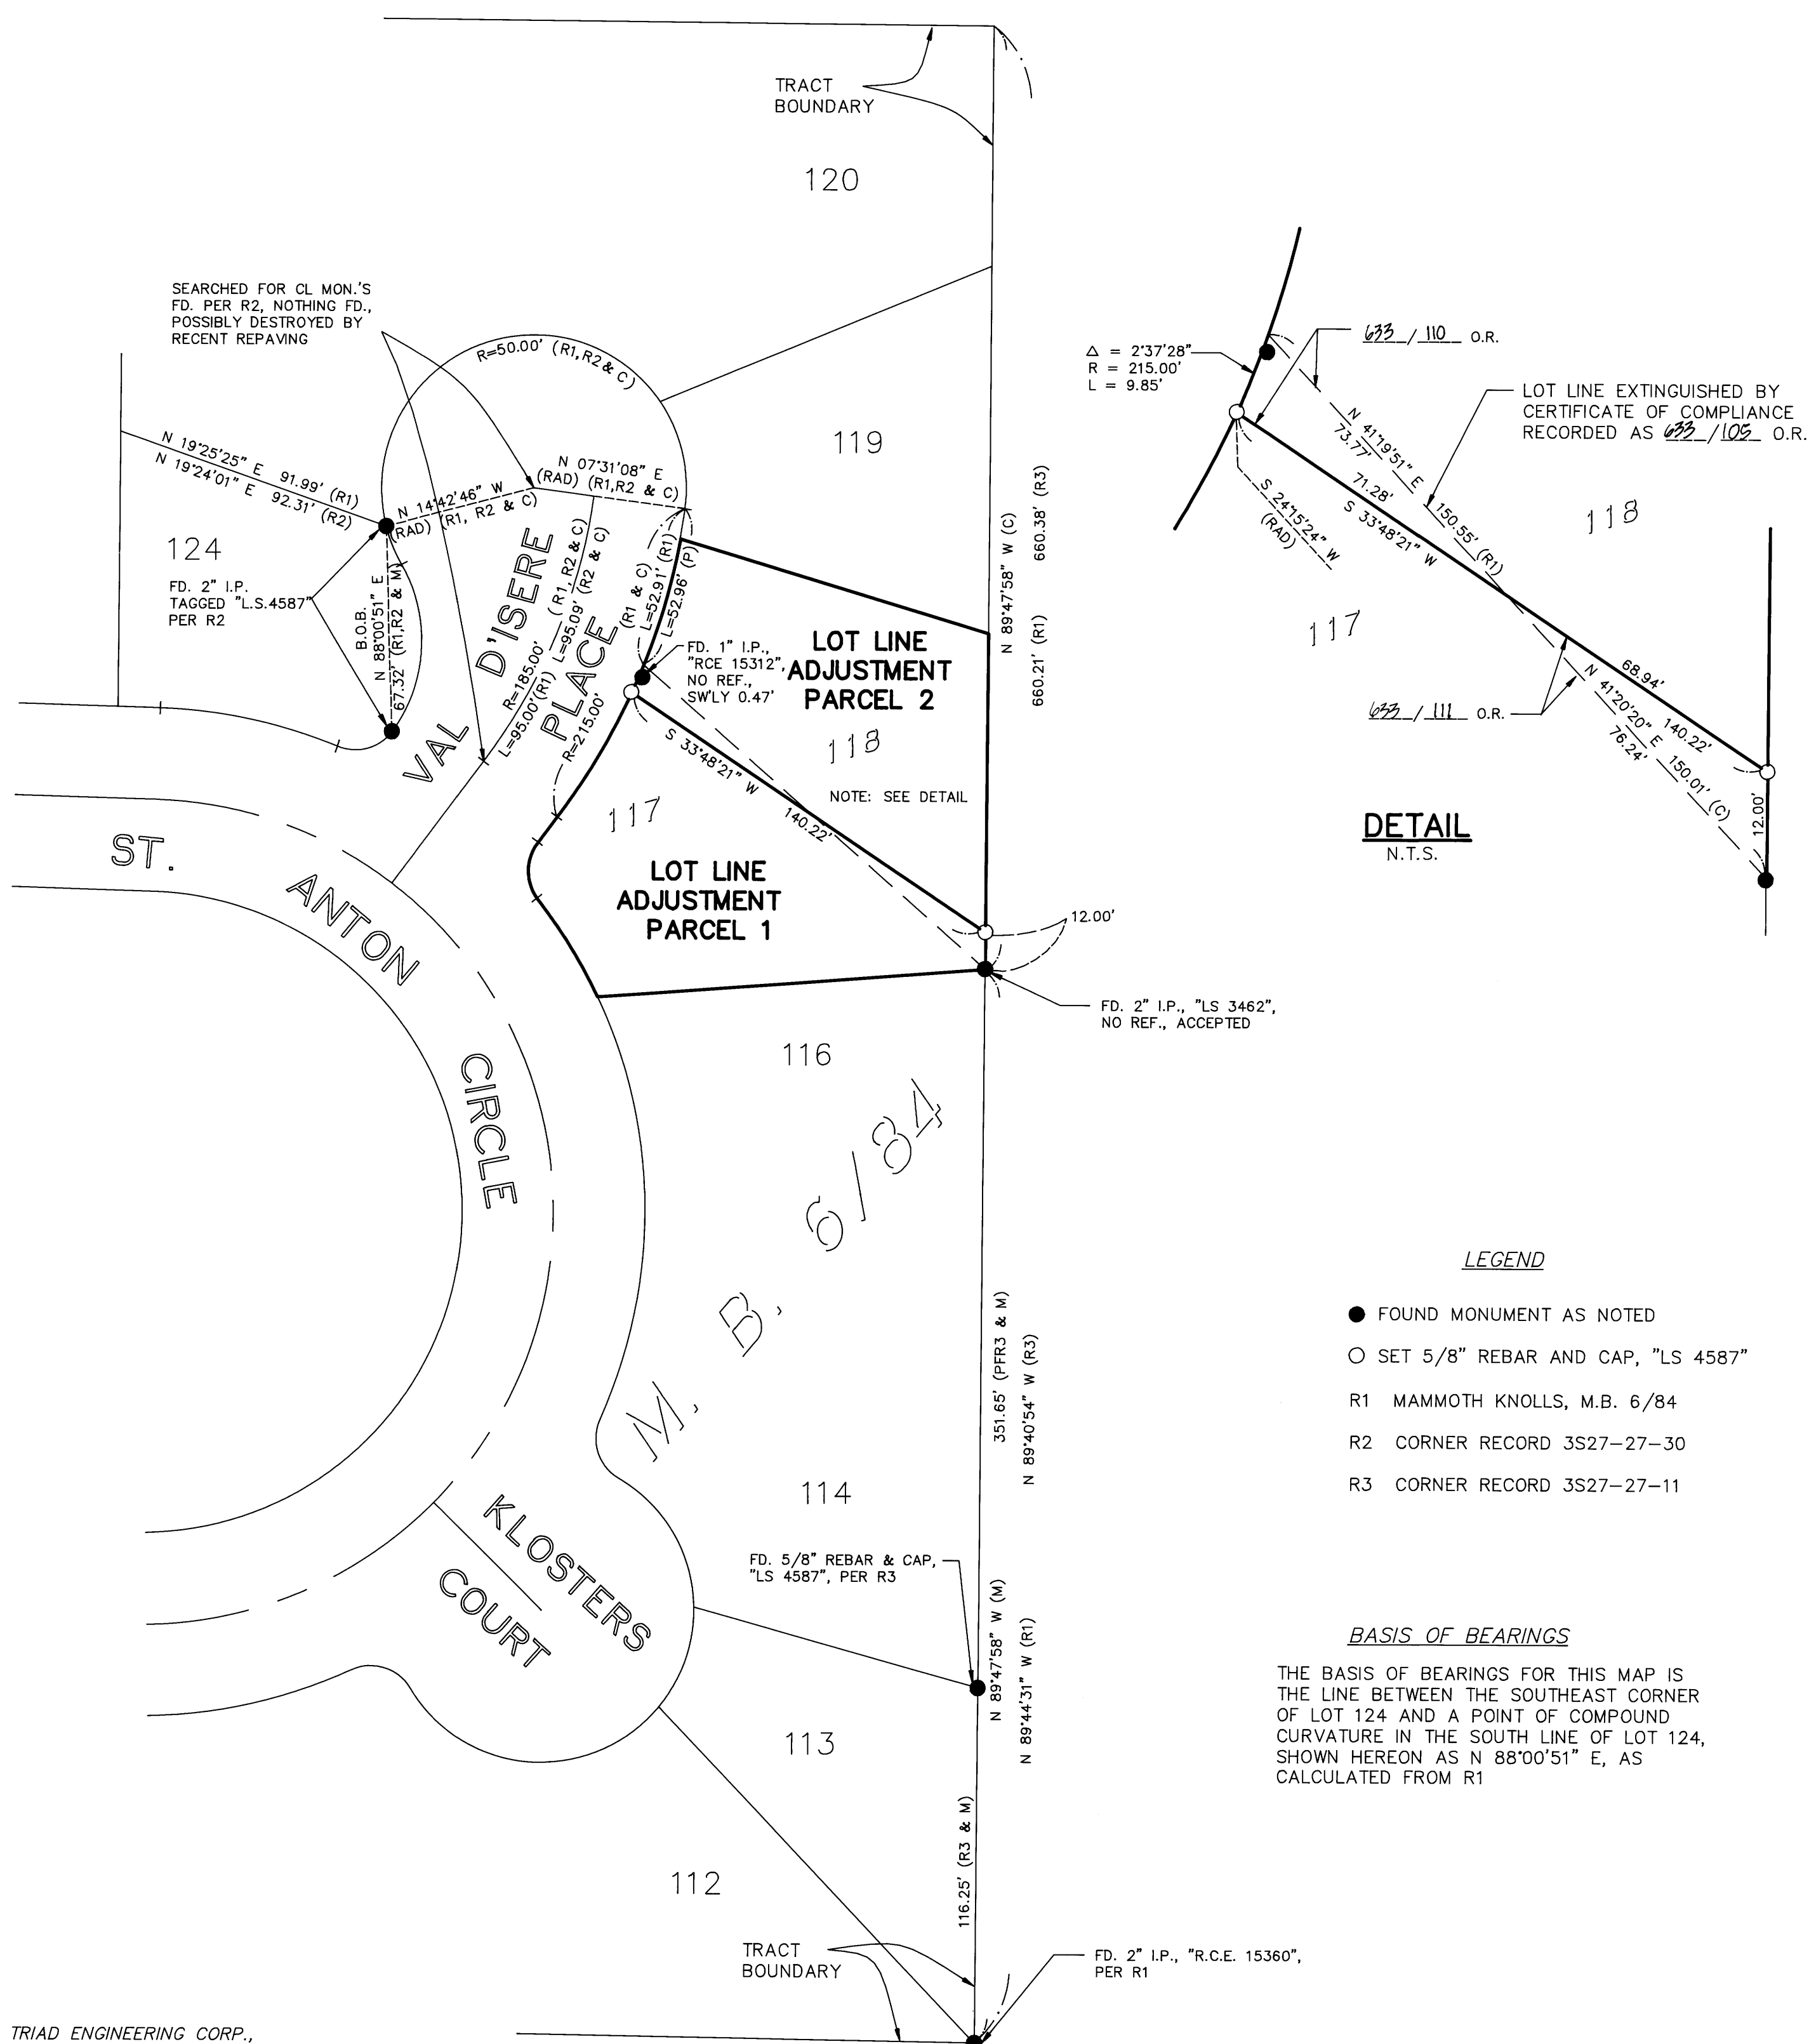 TRACT
BOUNDARY
120
SEARCHED FOR CL MON.'S
FD. PER R2, NOTHING FD.,
POSSIBLY DESTROYED BY
RECENT REPAVING
R=50.00' (R1,R2 & C)
119
N 19°25'25" E 91.99' (R1)
N 19°24'01" E 92.31' (R2)
N 14°42'46" W
(RAD) (R1, R2 & C)
N 07°31'08" E
(RAD) (R1,R2 & C)
124
FD. 2" I.P.
TAGGED "L.S.4587"
PER R2
B.O.B.
N 88°00'51" E
67.32' (R1,R2 & M)
VAL D'ISERE PLACE
R=185.00' (R1, R2 & C)
L=95.00'(R1) L=95.09' (R2 & C)
R=215.00' (R1 & C)
L=52.91' (R1)
L=52.96' (P)
FD. 1" I.P.,
"RCE 15312",
NO REF.,
SW'LY 0.47'
LOT LINE
ADJUSTMENT
PARCEL 2
118
NOTE: SEE DETAIL
S 33°48'21" W 140.22'
117
LOT LINE
ADJUSTMENT
PARCEL 1
12.00'
FD. 2" I.P., "LS 3462",
NO REF., ACCEPTED
N 89°47'58" W (C)
660.21' (R1) 660.38' (R3)
ST. ANTON CIRCLE
116
M. B. 6/84
351.65' (PFR3 & M)
N 89°40'54" W (R3)
114
KLOSTERS
COURT
FD. 5/8" REBAR & CAP,
"LS 4587", PER R3
N 89°47'58" W (M)
N 89°44'31" W (R1)
113
116.25' (R3 & M)
112
TRACT
BOUNDARY
FD. 2" I.P., "R.C.E. 15360",
PER R1
TRIAD ENGINEERING CORP.,
Δ = 2°37'28"
R = 215.00'
L = 9.85'
633/110 O.R.
LOT LINE EXTINGUISHED BY
CERTIFICATE OF COMPLIANCE
RECORDED AS 633/105 O.R.
N 41°19'51" E 150.55' (R1)
73.77'
71.28'
S 33°48'21" W
S 24°15'24" W
(RAD)
118
117
68.94'
140.22'
633/111 O.R.
N 41°20'20" E 150.01' (C)
76.24'
12.00'
DETAIL
N.T.S.
LEGEND
FOUND MONUMENT AS NOTED
SET 5/8" REBAR AND CAP, "LS 4587"
R1 MAMMOTH KNOLLS, M.B. 6/84
R2 CORNER RECORD 3S27-27-30
R3 CORNER RECORD 3S27-27-11
BASIS OF BEARINGS
THE BASIS OF BEARINGS FOR THIS MAP IS
THE LINE BETWEEN THE SOUTHEAST CORNER
OF LOT 124 AND A POINT OF COMPOUND
CURVATURE IN THE SOUTH LINE OF LOT 124,
SHOWN HEREON AS N 88°00'51" E, AS
CALCULATED FROM R1